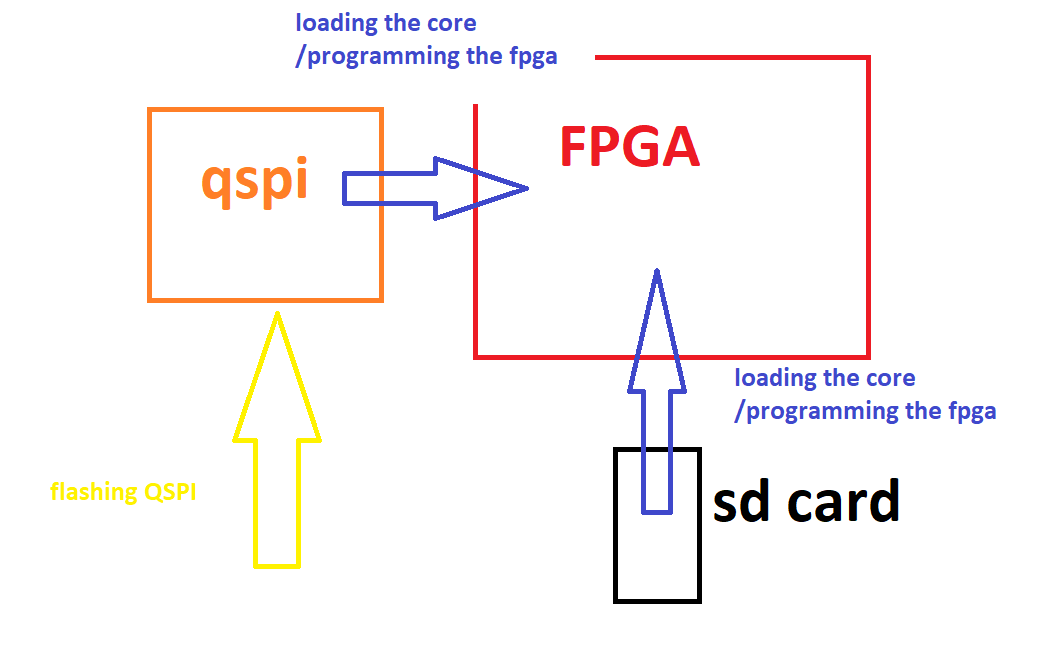 loading the core
/programming the fpga
FPGA
qspi
loading the core
/programming the fpga
flashing QSPI
sd card